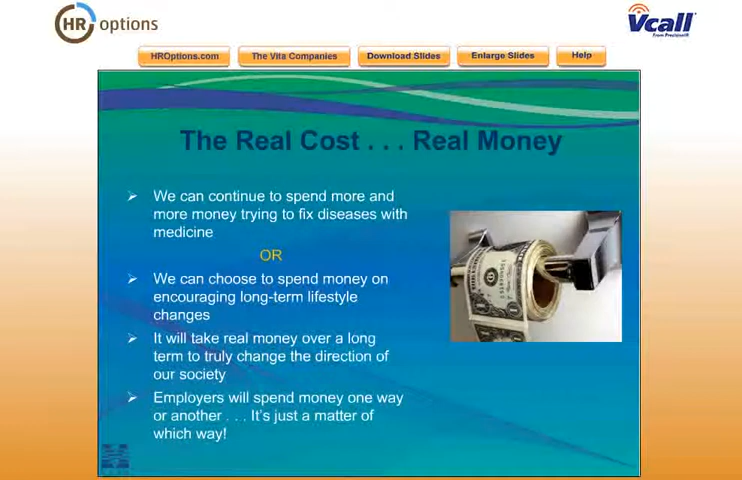 HR options
Vcall
From Precision
HROptions.com
The Vita Companies
Download Slides
Enlarge Slides
Help
The Real Cost . . . Real Money
➢ We can continue to spend more and
more money trying to fix diseases with
medicine
OR
➢ We can choose to spend money on
encouraging long-term lifestyle
changes
➢ It will take real money over a long
term to truly change the direction of
our society
➢ Employers will spend money one way
or another . . . It's just a matter of
which way!